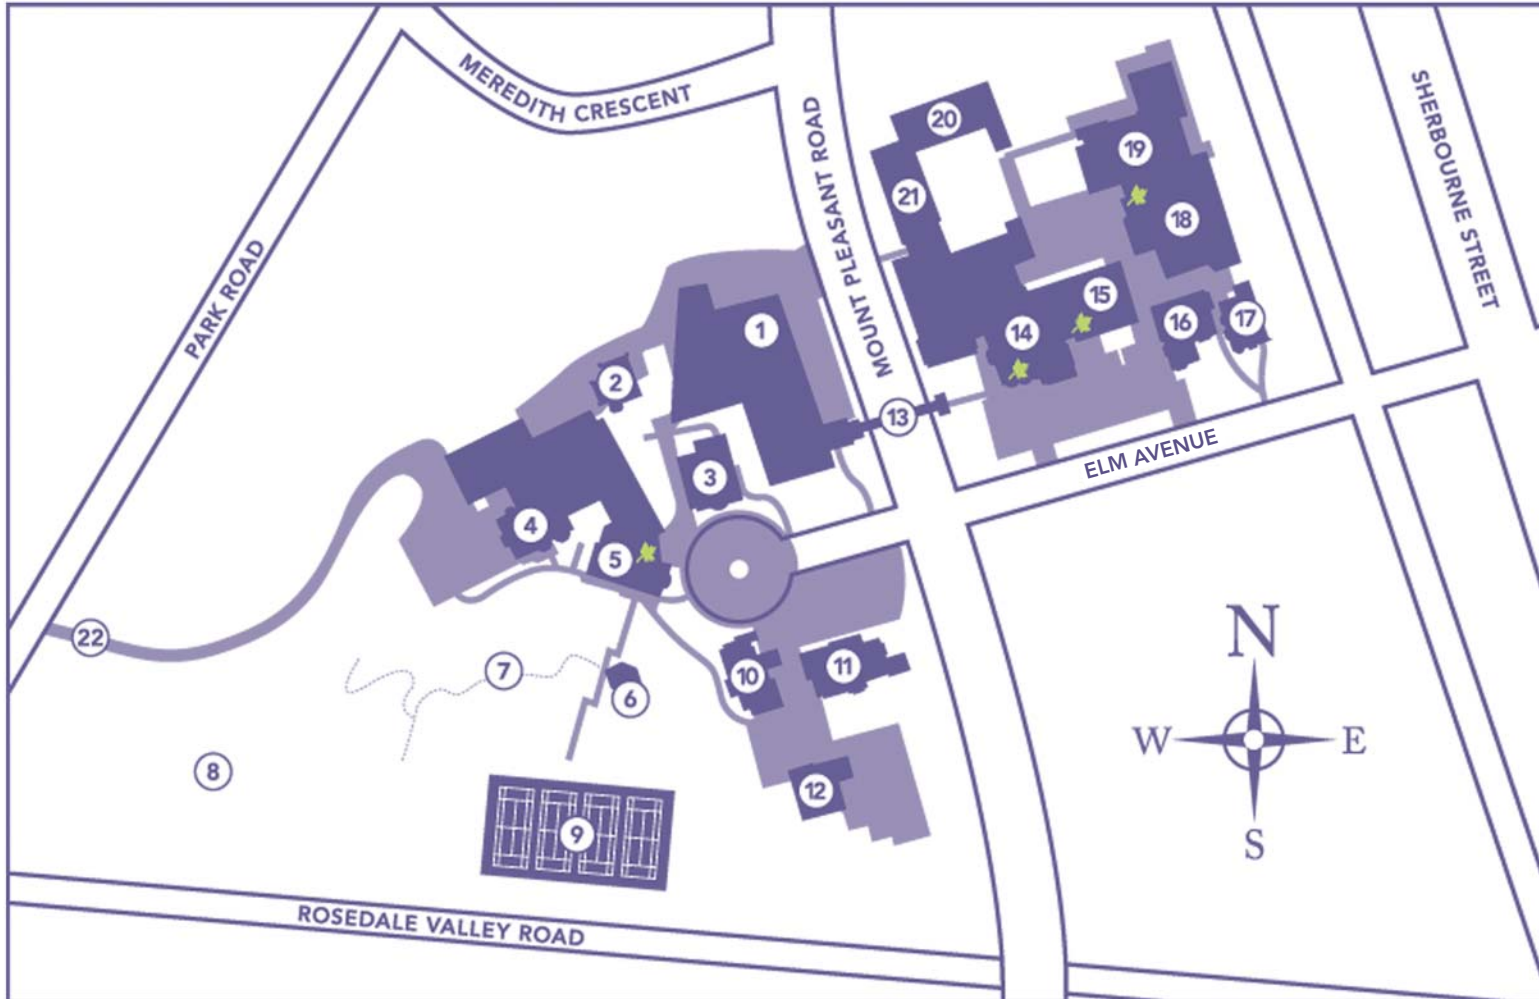 MEREDITH CRESCENT
MOUNT PLEASANT ROAD
SHERBOURNE STREET
PARK ROAD
20
19
21
18
15
1
14
16
17
2
13
ELM AVENUE
3
4
5
22
7
6
10
11
8
9
12
N
W
E
S
ROSEDALE VALLEY ROAD